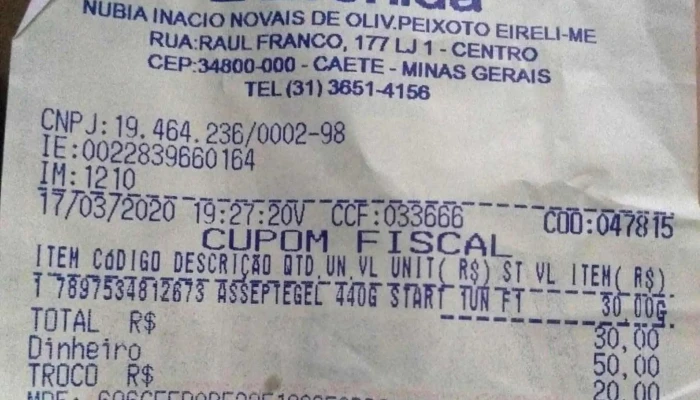 NUBIA INACIO NOVAIS DE OLIV.PEIXOTO EIRELI-ME
RUA:RAUL FRANCO, 177 LJ 1 - CENTRO
CEP:34800-000 - CAETE - MINAS GERAIS
TEL (31) 3651-4156
CNPJ:19.464.236/0002-98
IE:0022839660164
IM:1210
17/03/2020 19:27:20V CCF:033666 COO:047815
CUPOM FISCAL
ITEM CÓDIGO DESCRIÇÃO QTD.UN.VL UNIT( R$) ST VL ITEM( R$)
1 7897534812673 ASSEPTEGEL 440G START 1UN F1 30,00G
TOTAL R$ 30,00
Dinheiro 50,00
TROCO R$ 20,00